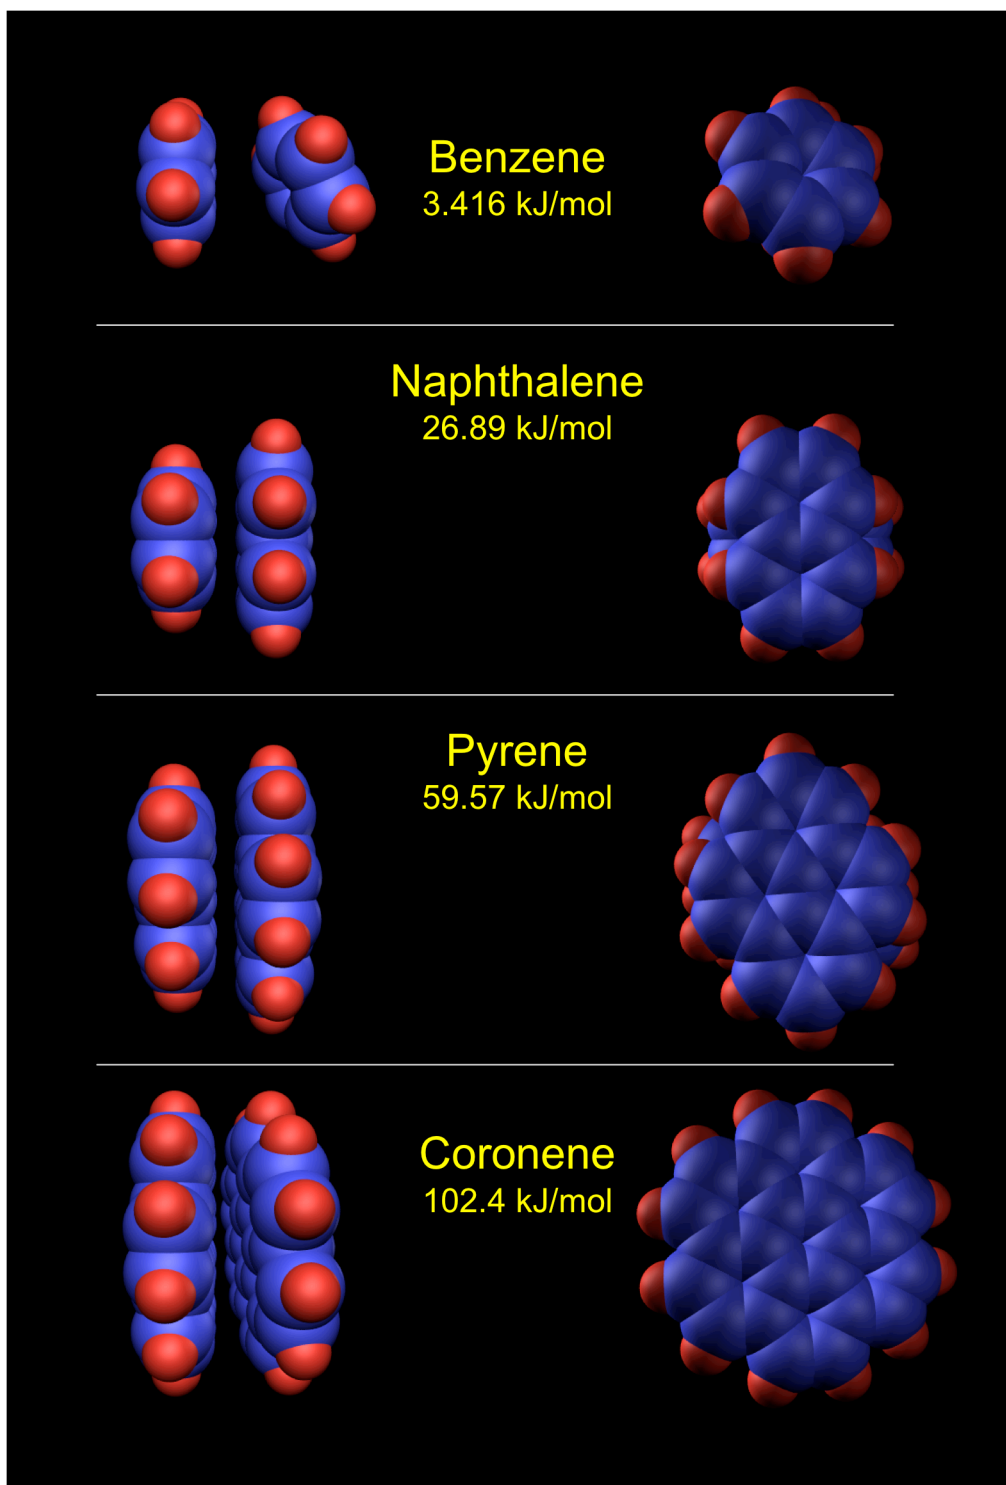 Benzene
3.416 kJ/mol
Naphthalene
26.89 kJ/mol
Pyrene
59.57 kJ/mol
Coronene
102.4 kJ/mol